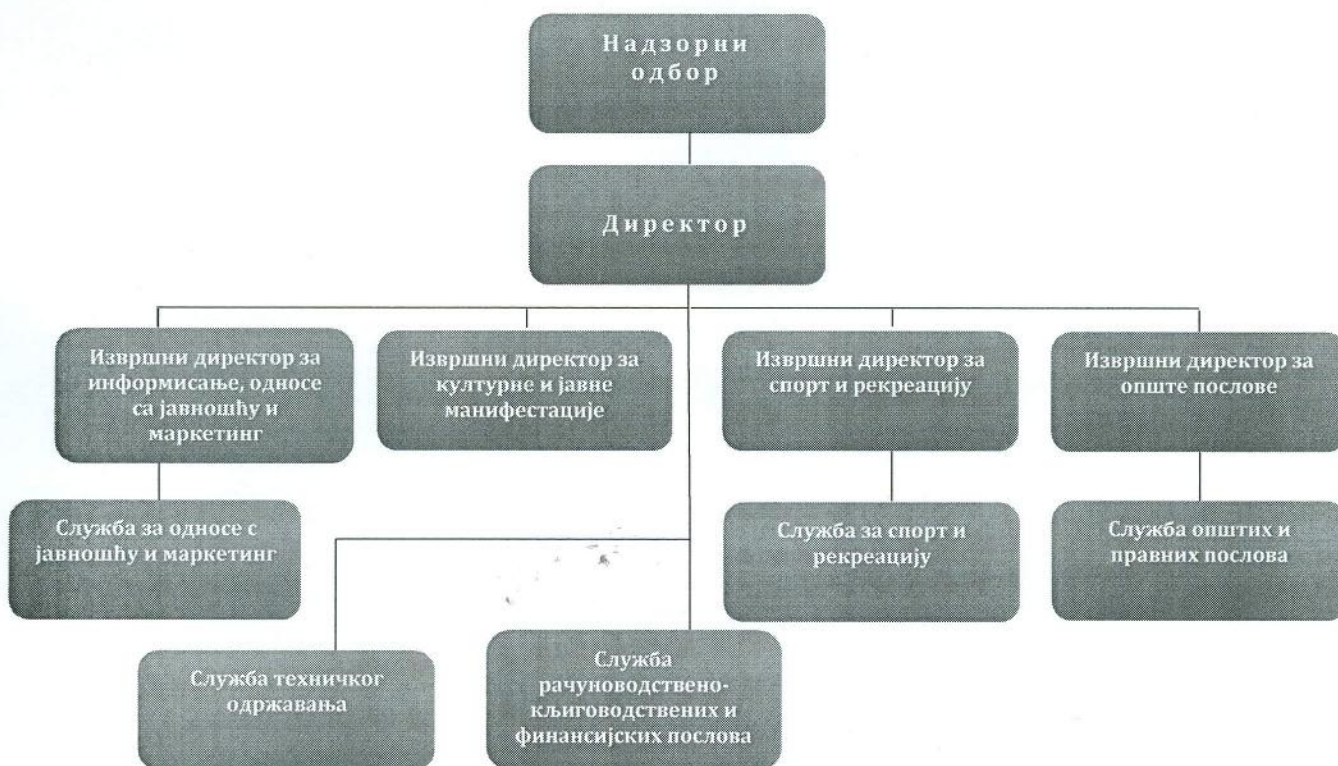 Надзорни
одбор
Директор
Извршни директор за
информисање, односе
са јавношћу и
маркетинг
Извршни директор за
културне и јавне
манифестације
Извршни директор за
спорт и рекреацију
Извршни директор за
опште послове
Служба за односе с
јавношћу и маркетинг
Служба за спорт и
рекреацију
Служба општих и
правних послова
Служба техничког
одржавања
Служба
рачуноводствено-
књиговодствених и
финансијских послова